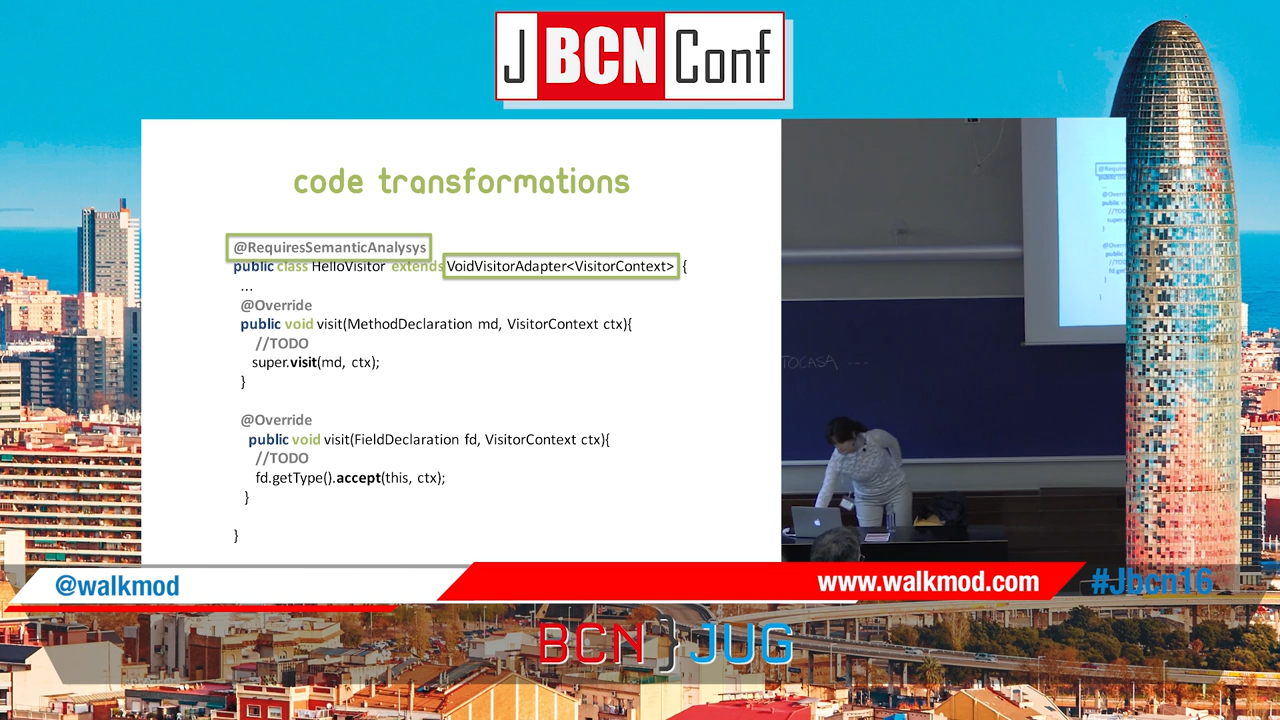 JBCNConf
code transformations
@RequiresSemanticAnalysys
public class HelloVisitor extends VoidVisitorAdapter<VisitorContext> {
...
@Override
public void visit(MethodDeclaration md, VisitorContext ctx){
//TODO
super.visit(md, ctx);
}
@Override
public void visit(FieldDeclaration fd, VisitorContext ctx){
//TODO
fd.getType().accept(this, ctx);
}
}
TOCASA ---
@walkmod
www.walkmod.com
#Jbcn16
BCN}JUG